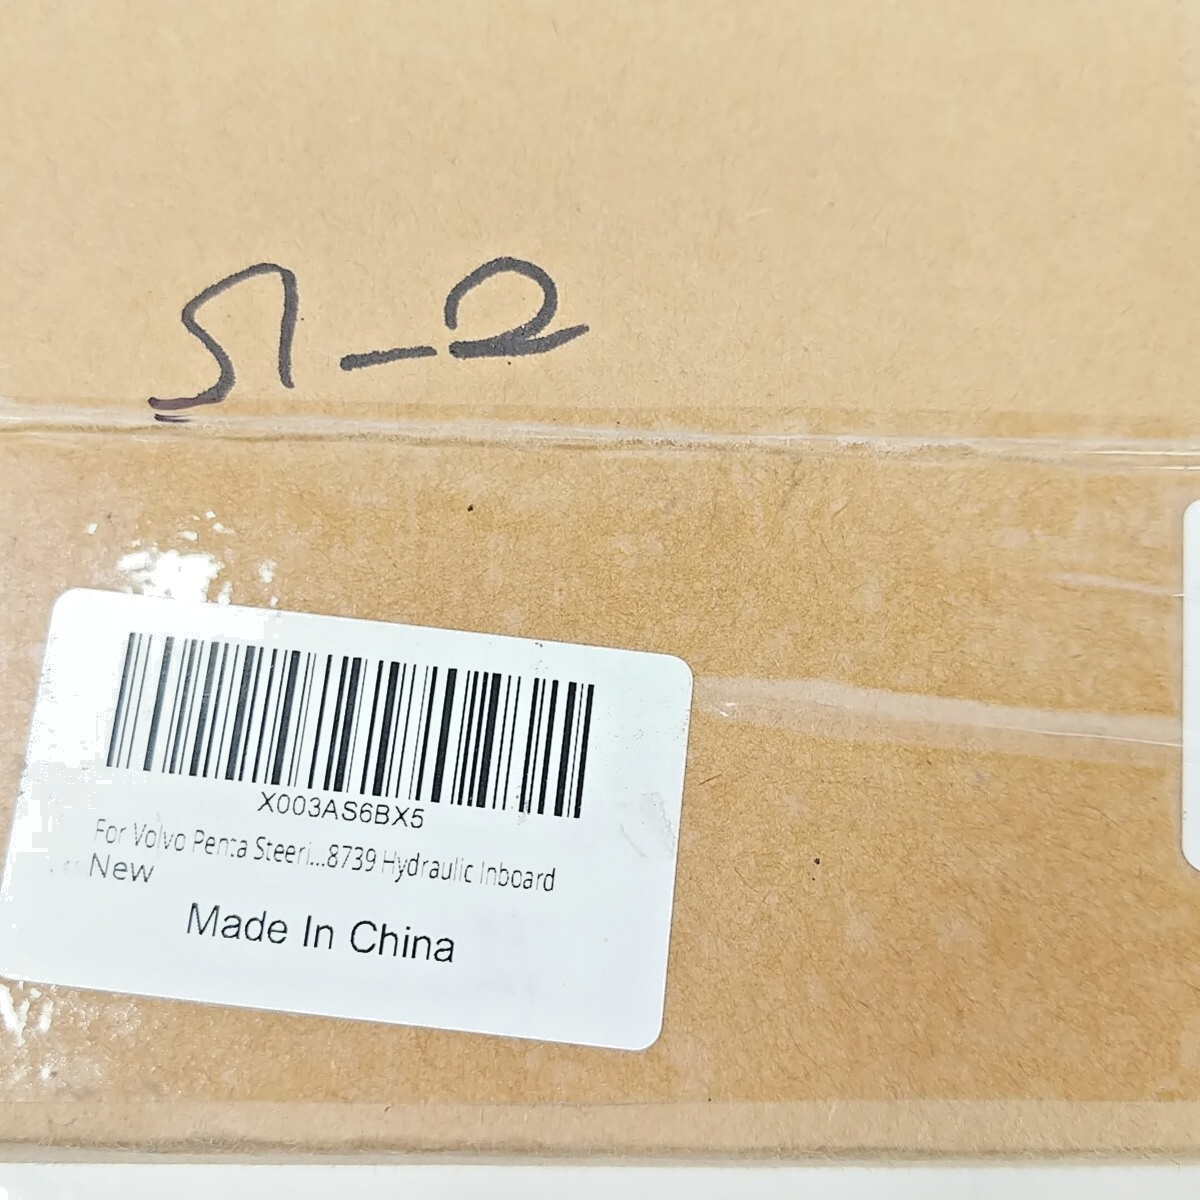 51-2
X003AS6BX5
For Volvo Penta Steeri...8739 Hydraulic Inboard
New
Made In China